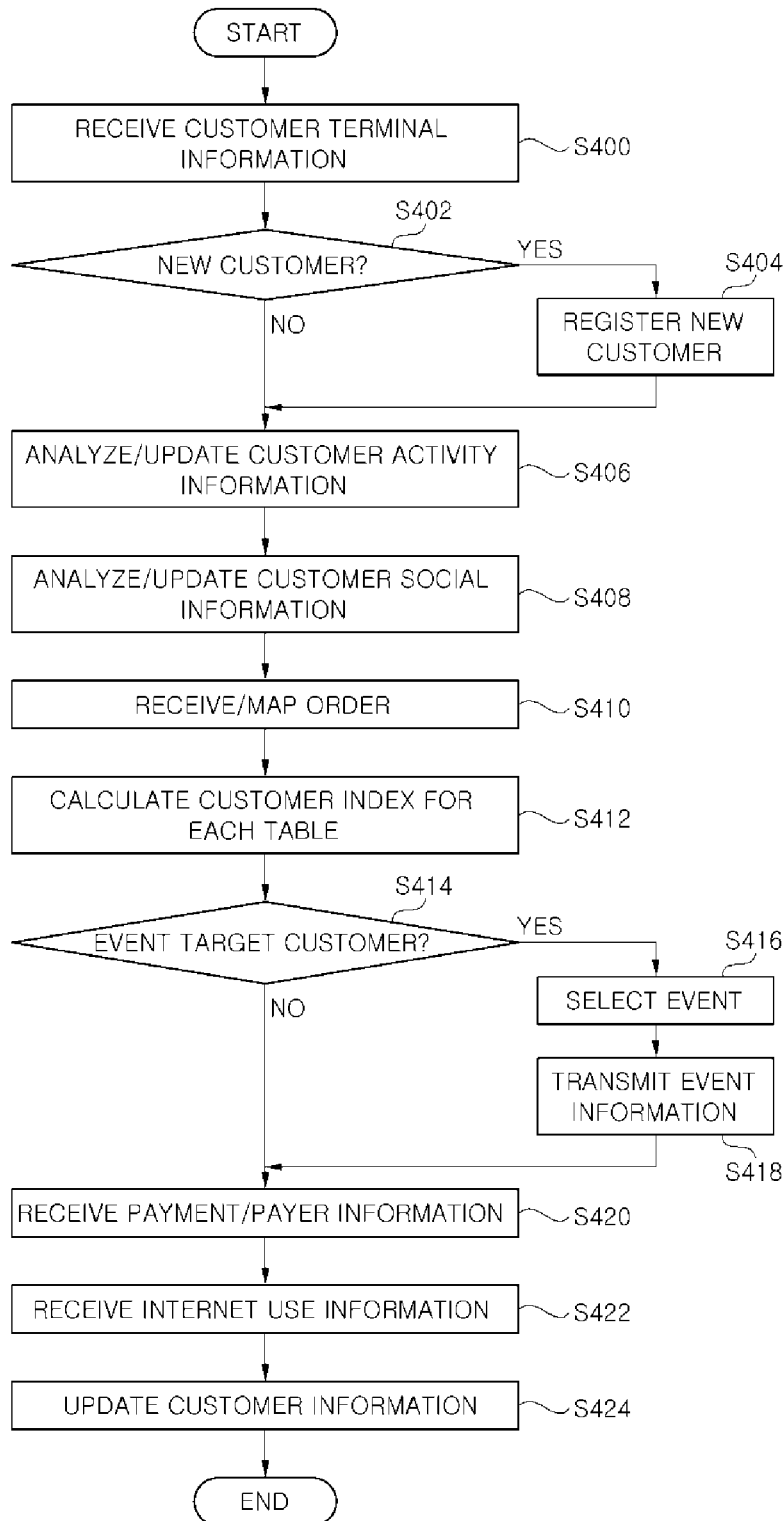 START
RECEIVE CUSTOMER TERMINAL
INFORMATION
S400
S402
NEW CUSTOMER?
YES
S404
NO
REGISTER NEW
CUSTOMER
ANALYZE/UPDATE CUSTOMER ACTIVITY
INFORMATION
S406
ANALYZE/UPDATE CUSTOMER SOCIAL
INFORMATION
S408
RECEIVE/MAP ORDER
S410
CALCULATE CUSTOMER INDEX FOR
EACH TABLE
S412
S414
EVENT TARGET CUSTOMER?
YES
S416
NO
SELECT EVENT
TRANSMIT EVENT
INFORMATION
S418
RECEIVE PAYMENT/PAYER INFORMATION
S420
RECEIVE INTERNET USE INFORMATION
S422
UPDATE CUSTOMER INFORMATION
S424
END